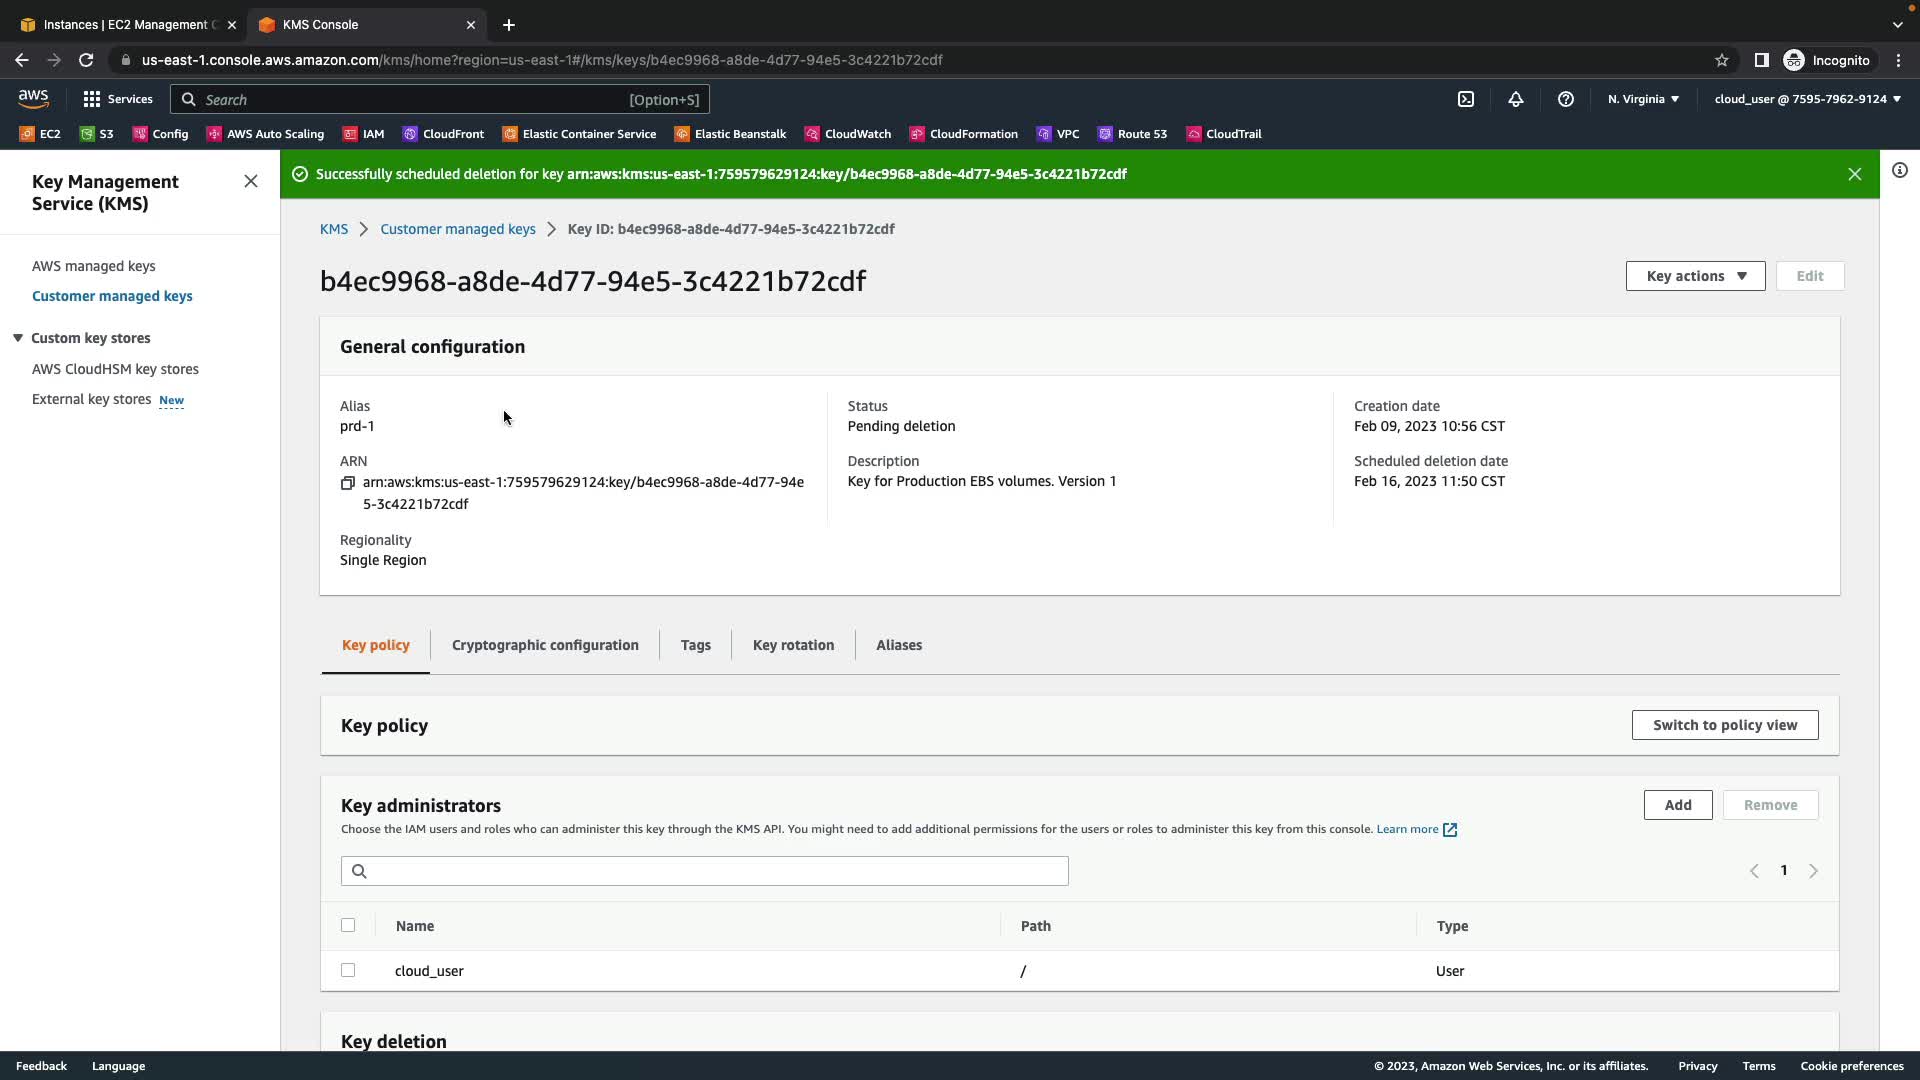 Instances | EC2 Management C
KMS Console
us-east-1.console.aws.amazon.com/kms/home?region=us-east-1#/kms/keys/b4ec9968-a8de-4d77-94e5-3c4221b72cdf
Incognito
aws
Services
Search
[Option+S]
N. Virginia
cloud_user @ 7595-7962-9124
EC2
S3
Config
AWS Auto Scaling
IAM
CloudFront
Elastic Container Service
Elastic Beanstalk
CloudWatch
CloudFormation
VPC
Route 53
CloudTrail
Key Management
Service (KMS)
AWS managed keys
Customer managed keys
Custom key stores
AWS CloudHSM key stores
External key stores New
Successfully scheduled deletion for key arn:aws:kms:us-east-1:759579629124:key/b4ec9968-a8de-4d77-94e5-3c4221b72cdf
KMS
Customer managed keys
Key ID: b4ec9968-a8de-4d77-94e5-3c4221b72cdf
b4ec9968-a8de-4d77-94e5-3c4221b72cdf
Key actions
Edit
General configuration
Alias
prd-1
ARN
arn:aws:kms:us-east-1:759579629124:key/b4ec9968-a8de-4d77-94e
5-3c4221b72cdf
Regionality
Single Region
Status
Pending deletion
Description
Key for Production EBS volumes. Version 1
Creation date
Feb 09, 2023 10:56 CST
Scheduled deletion date
Feb 16, 2023 11:50 CST
Key policy
Cryptographic configuration
Tags
Key rotation
Aliases
Key policy
Switch to policy view
Key administrators
Add
Remove
Choose the IAM users and roles who can administer this key through the KMS API. You might need to add additional permissions for the users or roles to administer this key from this console. Learn more
1
Name
Path
Type
cloud_user
/
User
Key deletion
Feedback
Language
© 2023, Amazon Web Services, Inc. or its affiliates.
Privacy
Terms
Cookie preferences